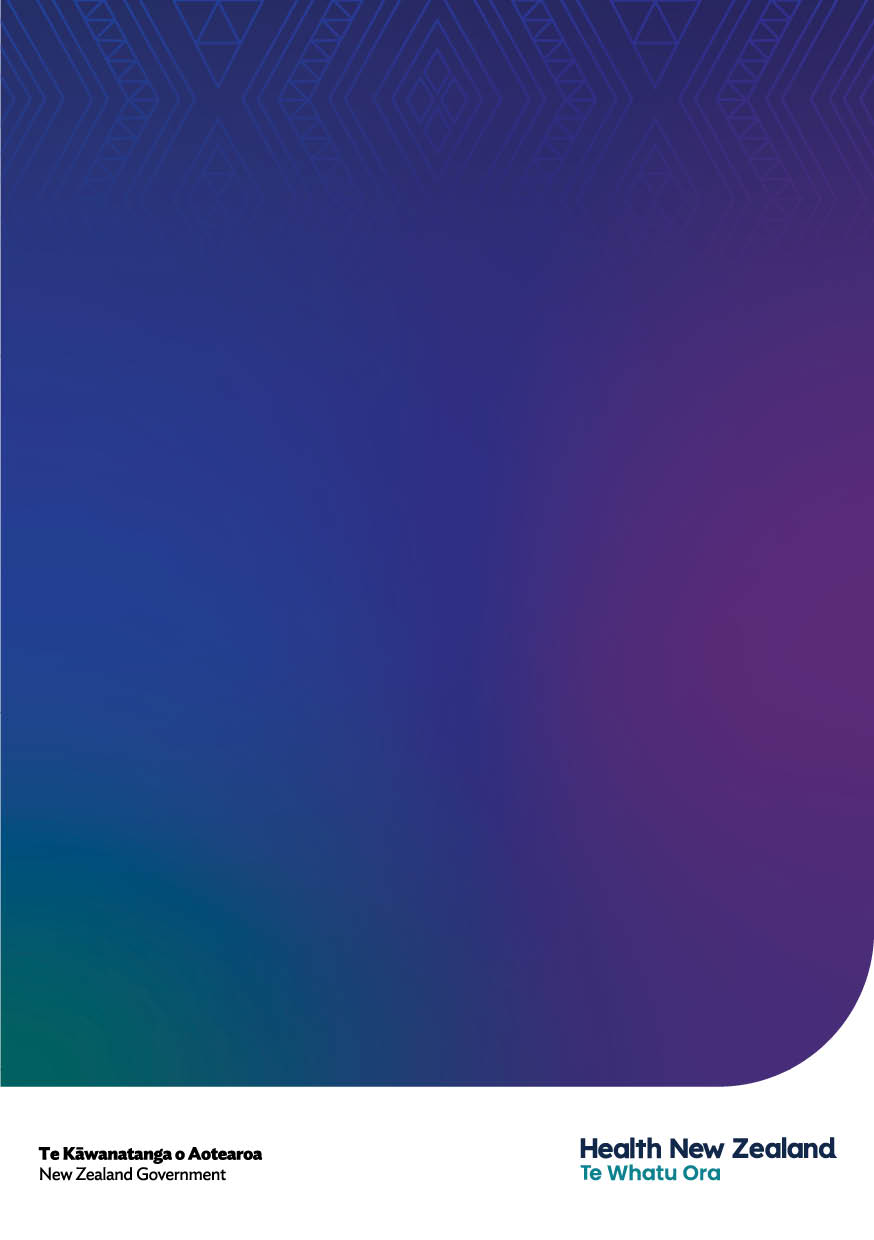 Te Kāwanatanga o Aotearoa
New Zealand Government
Health New Zealand
Te Whatu Ora